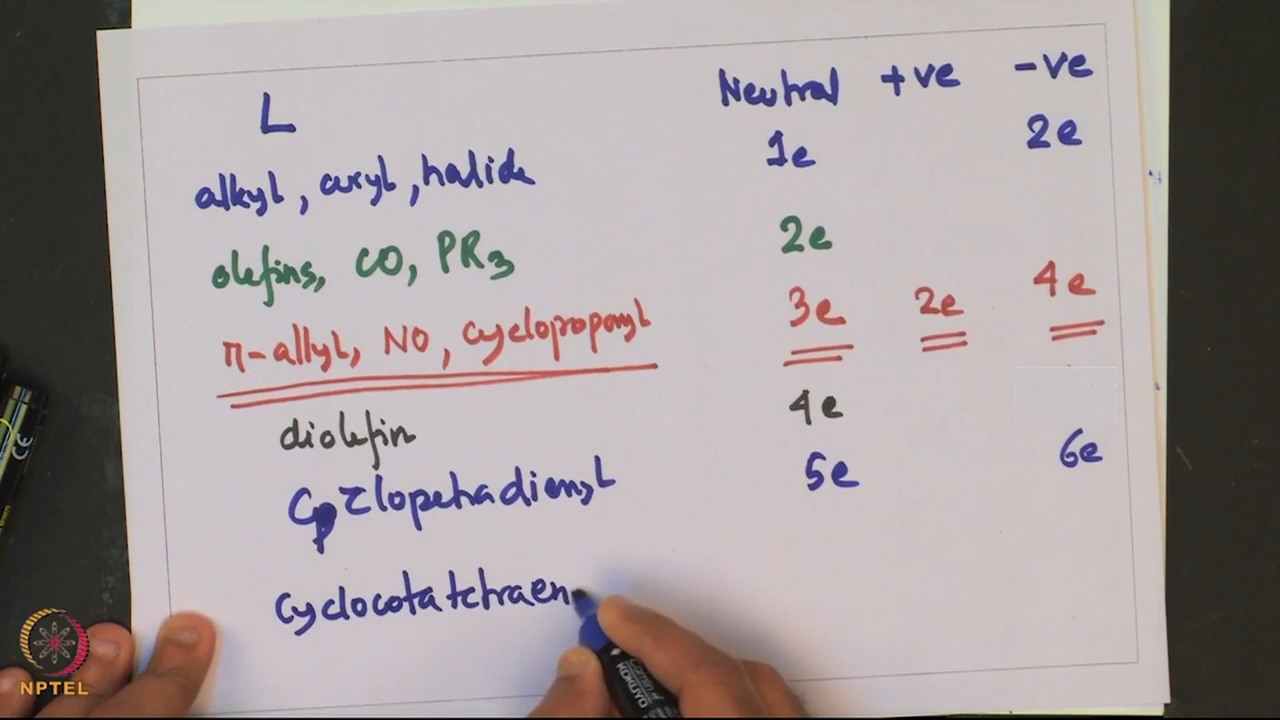 L Neutral +ve -ve
alkyl, aryl, halide 1e 2e
olefins, CO, PR3 2e
π-allyl, NO, cyclopropenyl 3e 2e 4e
diolefin 4e
Cyclopentadienyl 5e 6e
Cyclocotatetraen
NPTEL